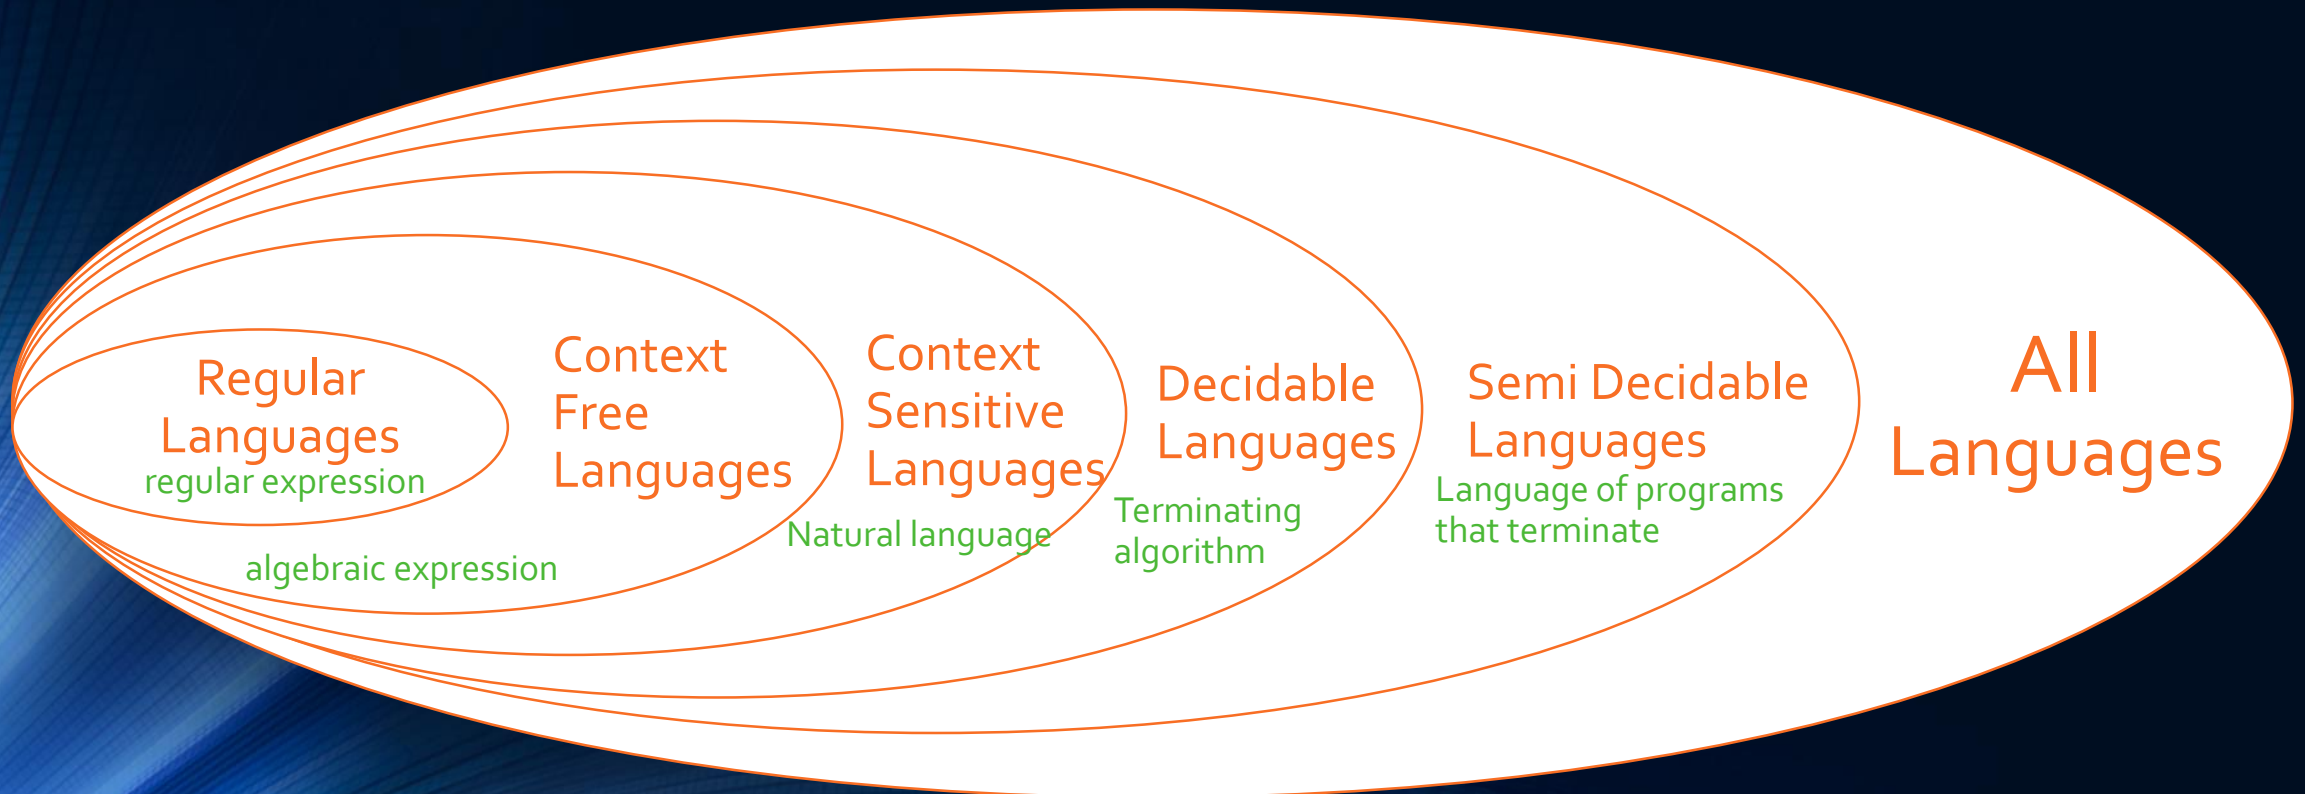 Regular
Languages
regular expression
algebraic expression
Context
Free
Languages
Context
Sensitive
Languages
Natural language
Decidable
Languages
Terminating
algorithm
Semi Decidable
Languages
Language of programs
that terminate
All
Languages